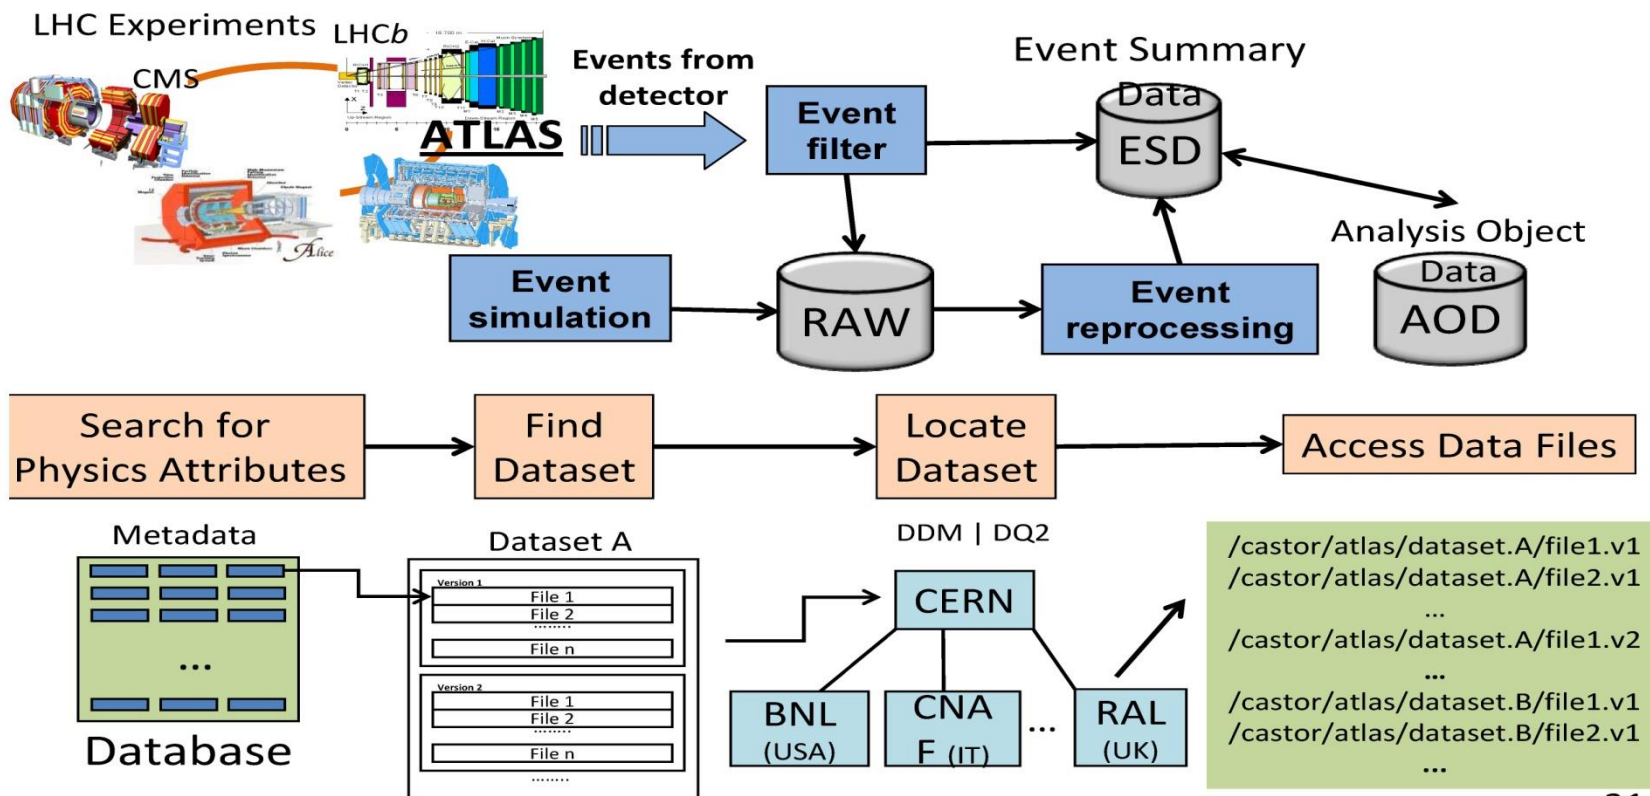 LHC Experiments
CMS
LHCb
ATLAS
Alice
Events from
detector
Event
filter
Event Summary
Data
ESD
Analysis Object
Data
AOD
Event
simulation
RAW
Event
reprocessing
Search for
Physics Attributes
Find
Dataset
Locate
Dataset
Access Data Files
Metadata
...
Database
Dataset A
Version 1
File 1
File 2
........
File n
Version 2
File 1
File 2
........
File n
........
DDM | DQ2
CERN
BNL
(USA)
CNA
F (IT)
...
RAL
(UK)
/castor/atlas/dataset.A/file1.v1
/castor/atlas/dataset.A/file2.v1
...
/castor/atlas/dataset.A/file1.v2
...
/castor/atlas/dataset.B/file1.v1
/castor/atlas/dataset.B/file2.v1
...